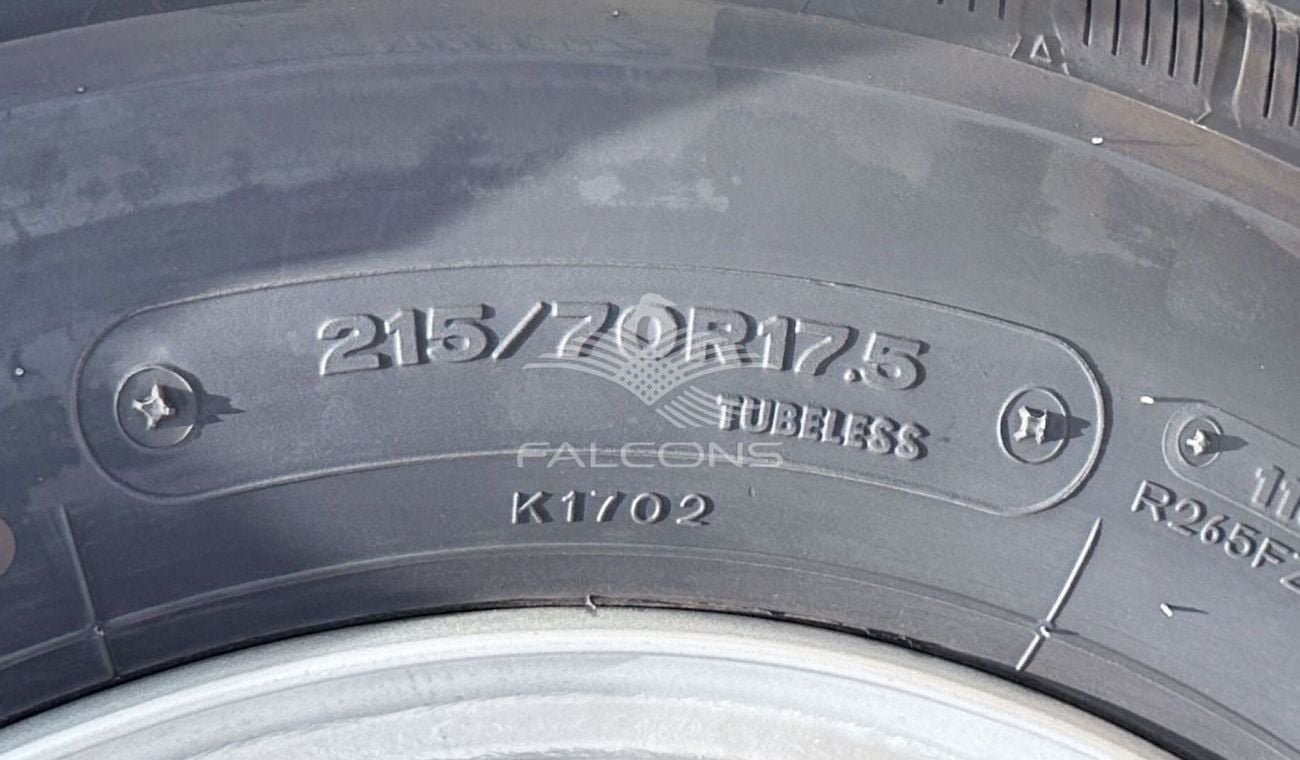 215/70R17.5
TUBELESS
FALCONS
K1702
R265F